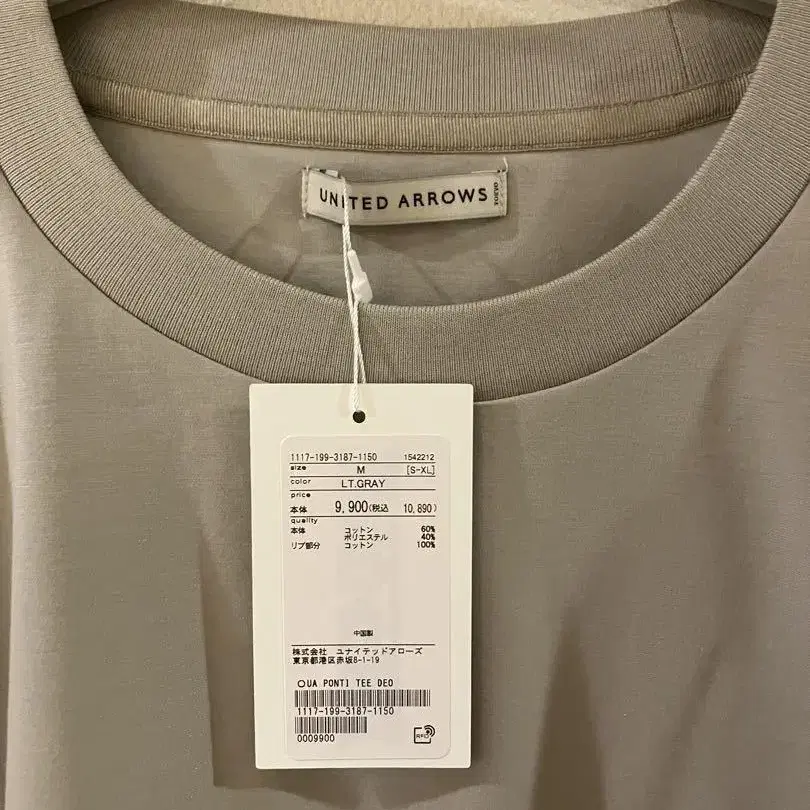 UNITED ARROWS
TOKYO
1117-199-3187-1150 1542212
size M [S-XL]
color LT.GRAY
price
本体 9,900(税込 10,890)
quality
本体 コットン 60%
ポリエステル 40%
リブ部分 コットン 100%
中国製
株式会社 ユナイテッドアローズ
東京都港区赤坂8-1-19
○UA PONTI TEE DEO
1117-199-3187-1150
0009900
RFID